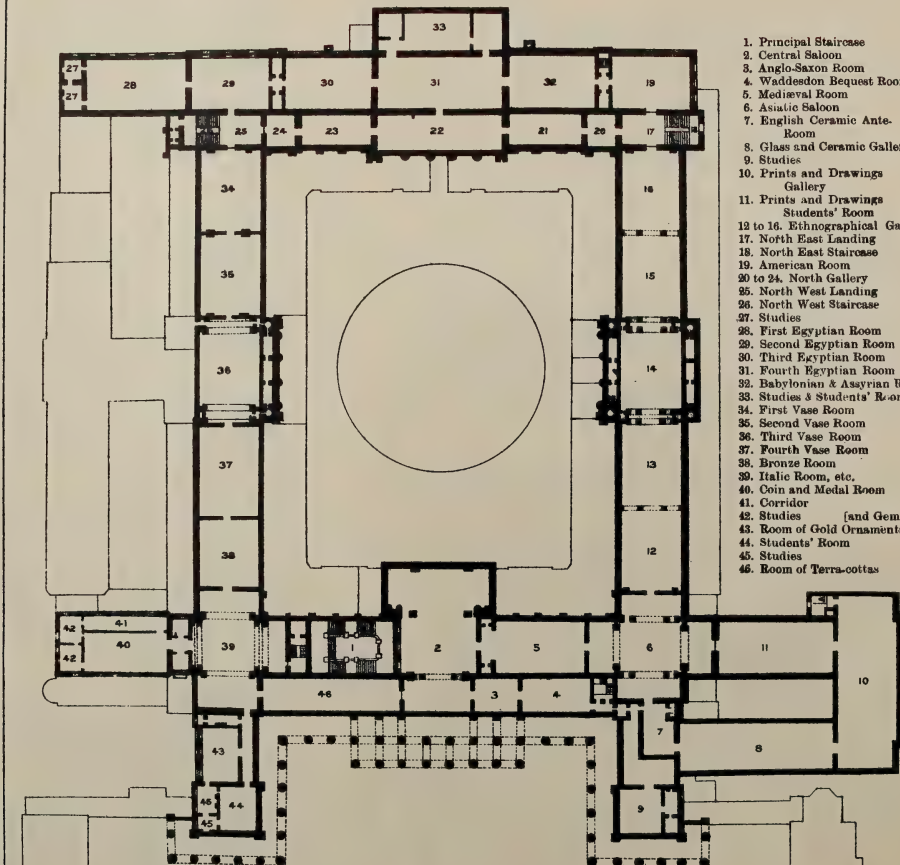 33
27
27
28
29
30
31
32
19
25
24
23
22
21
20
17
34
16
35
15
36
14
37
13
38
12
41
42
42
40
39
1
2
5
6
11
10
46
3
4
7
8
43
45
44
45
9
1. Principal Staircase
2. Central Saloon
3. Anglo-Saxon Room
4. Waddesdon Bequest Roo
5. Mediæval Room
6. Asiatic Saloon
7. English Ceramic Ante-
Room
8. Glass and Ceramic Galle
9. Studies
10. Prints and Drawings
Gallery
11. Prints and Drawings
Students' Room
12 to 16. Ethnographical Ga
17. North East Landing
18. North East Staircase
19. American Room
20 to 24. North Gallery
25. North West Landing
26. North West Staircase
27. Studies
28. First Egyptian Room
29. Second Egyptian Room
30. Third Egyptian Room
31. Fourth Egyptian Room
32. Babylonian & Assyrian R
33. Studies & Students' Roo
34. First Vase Room
35. Second Vase Room
36. Third Vase Room
37. Fourth Vase Room
38. Bronze Room
39. Italic Room, etc.
40. Coin and Medal Room
41. Corridor
42. Studies [and Gem
43. Room of Gold Ornament
44. Students' Room
45. Studies
46. Room of Terra-cottas